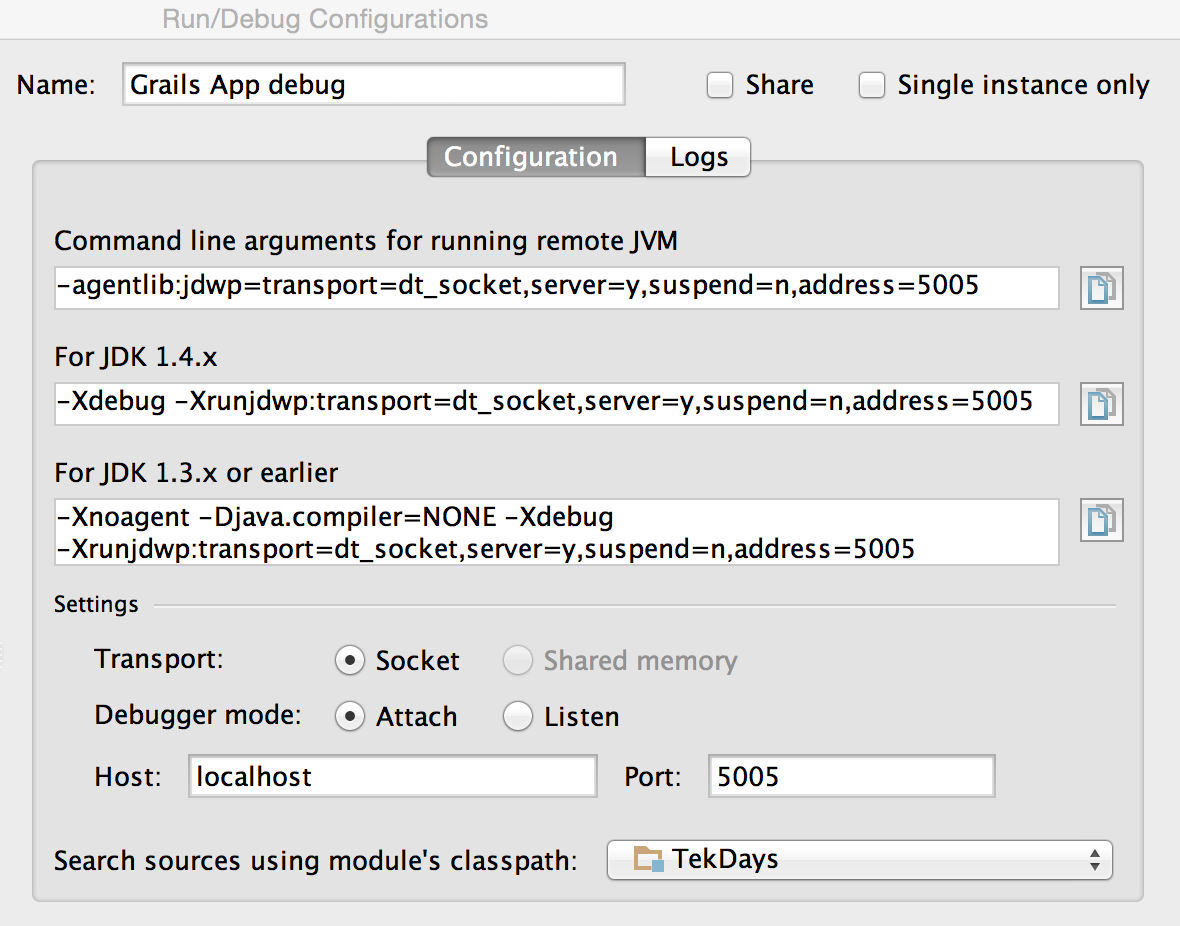 Run/Debug Configurations
Name: Grails App debug Share Single instance only
Configuration Logs
Command line arguments for running remote JVM
-agentlib:jdwp=transport=dt_socket,server=y,suspend=n,address=5005
For JDK 1.4.x
-Xdebug -Xrunjdwp:transport=dt_socket,server=y,suspend=n,address=5005
For JDK 1.3.x or earlier
-Xnoagent -Djava.compiler=NONE -Xdebug
-Xrunjdwp:transport=dt_socket,server=y,suspend=n,address=5005
Settings
Transport: Socket Shared memory
Debugger mode: Attach Listen
Host: localhost Port: 5005
Search sources using module's classpath: TekDays